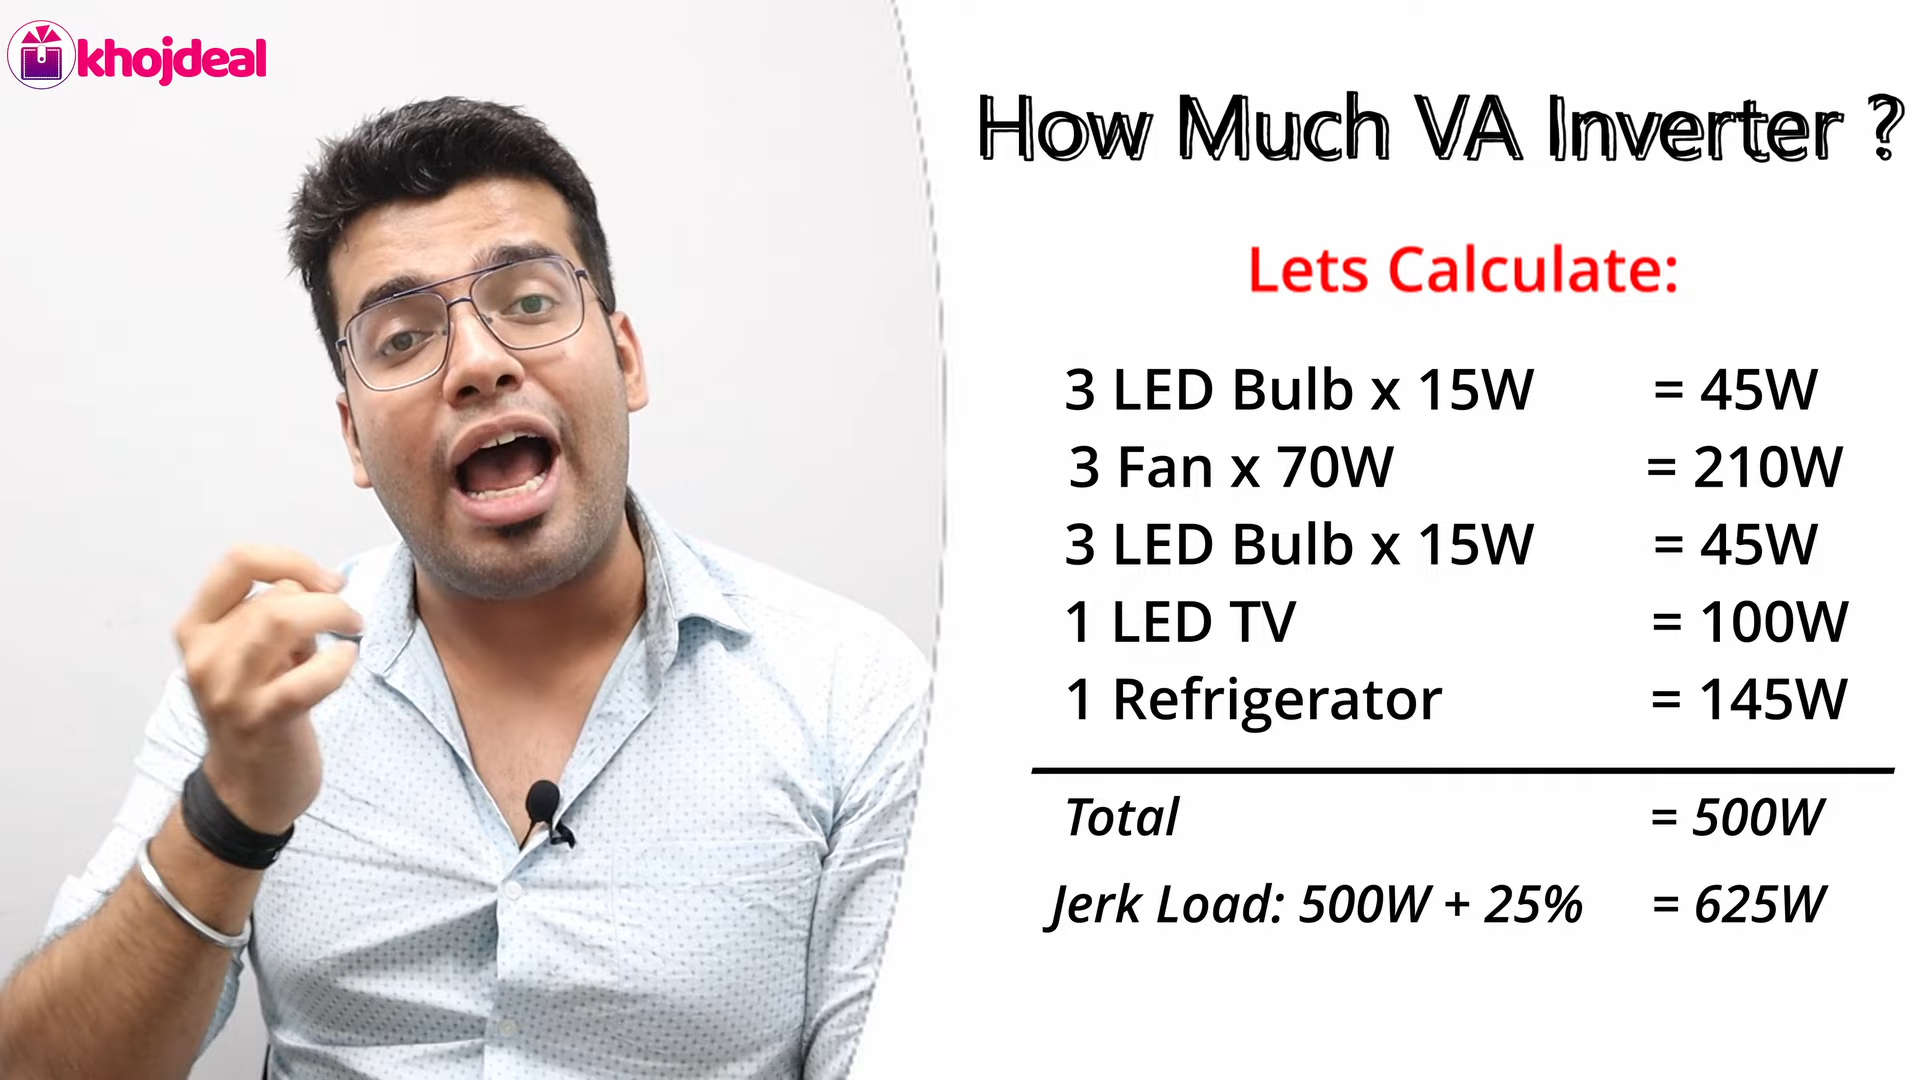 khojdeal
How Much VA Inverter ?
Lets Calculate:
3 LED Bulb x 15W = 45W
3 Fan x 70W = 210W
3 LED Bulb x 15W = 45W
1 LED TV = 100W
1 Refrigerator = 145W
Total = 500W
Jerk Load: 500W + 25% = 625W